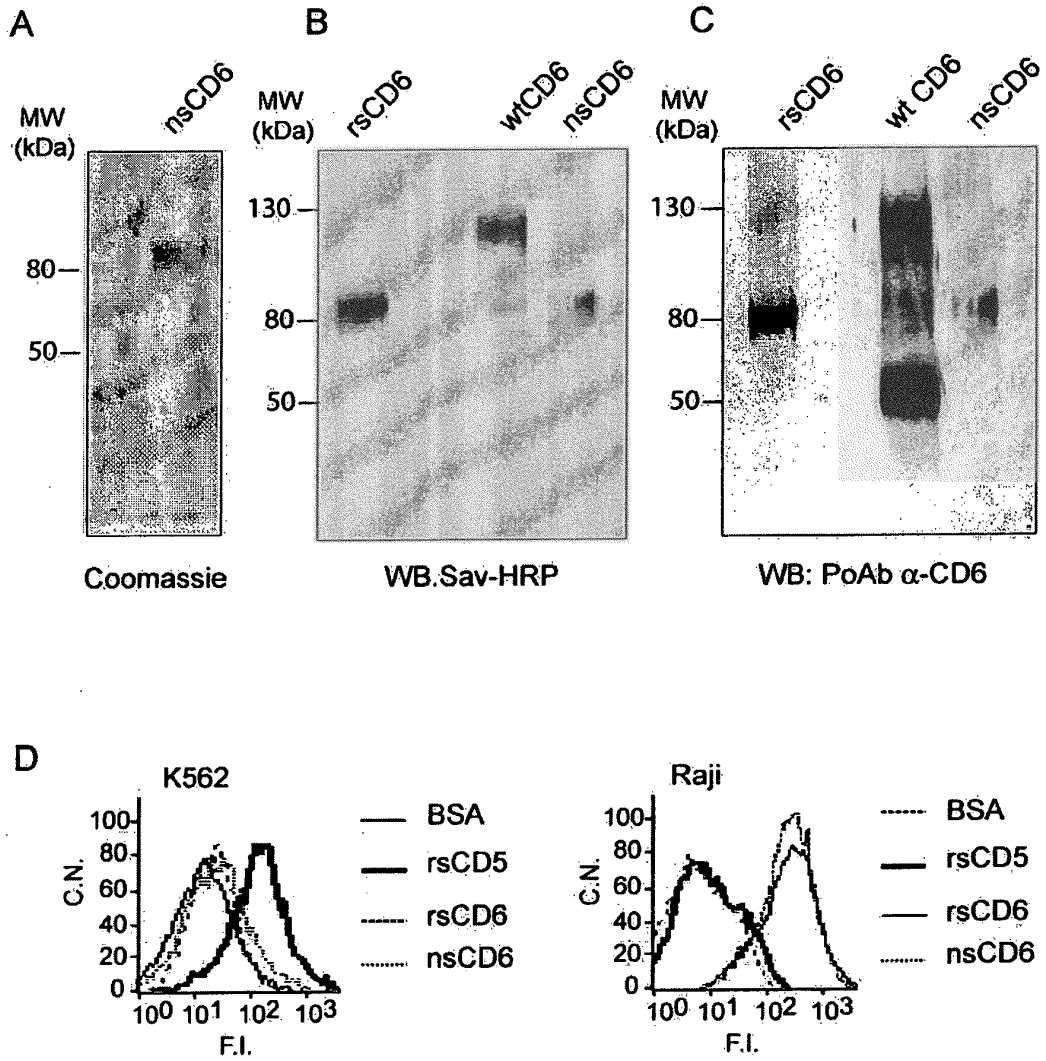 A
MW
(kDa)
nsCD6
80
50
Coomassie
B
MW
(kDa)
rsCD6
wtCD6
nsCD6
130
80
50
WB.Sav-HRP
C
MW
(kDa)
rsCD6
wt CD6
nsCD6
130
80
50
WB: PoAb α-CD6
D
K562
C.N.
100
80
60
40
20
0
10⁰ 10¹ 10² 10³
F.I.
BSA
rsCD5
rsCD6
nsCD6
Raji
C.N.
100
80
60
40
20
0
10⁰ 10¹ 10² 10³
F.I.
BSA
rsCD5
rsCD6
nsCD6